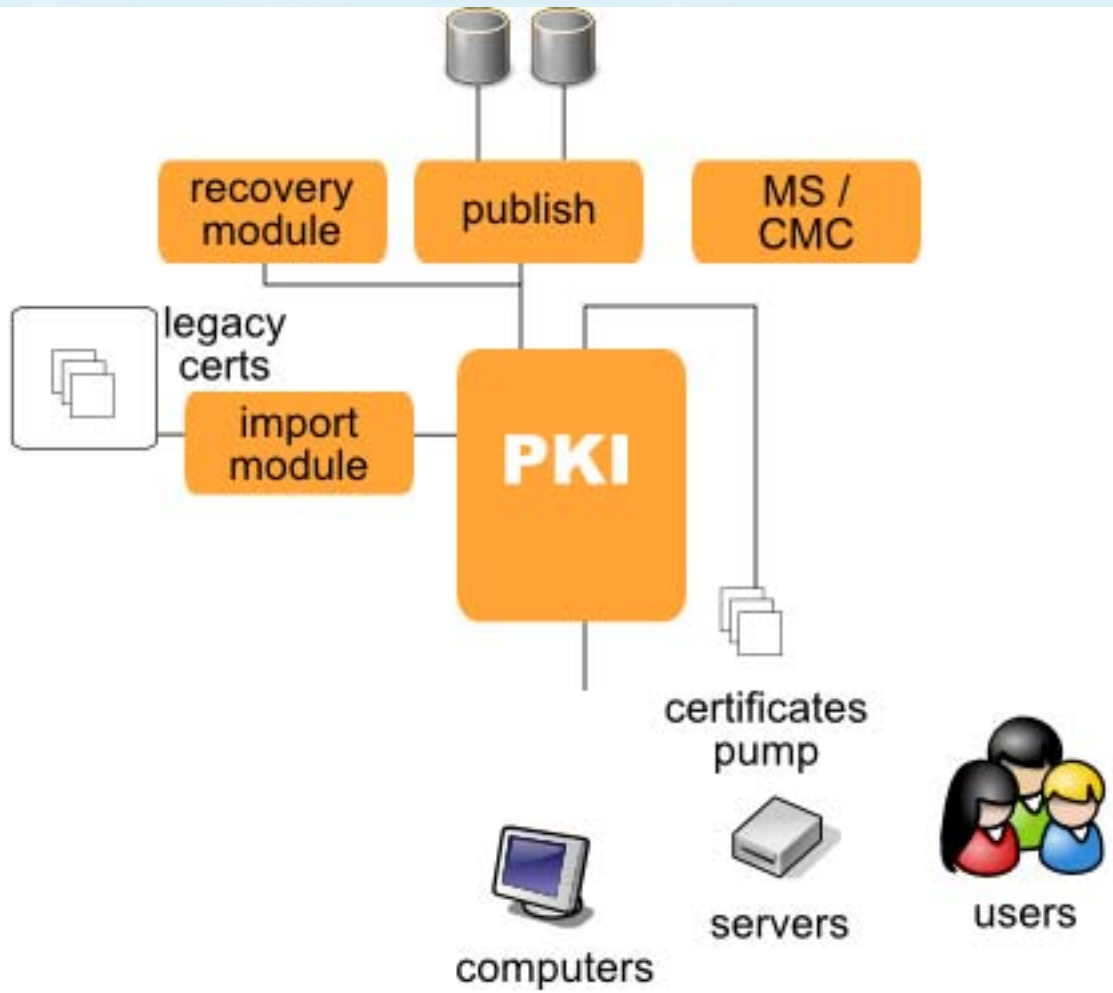 recovery
module
publish
MS /
CMC
legacy
certs
import
module
PKI
certificates
pump
servers
users
computers